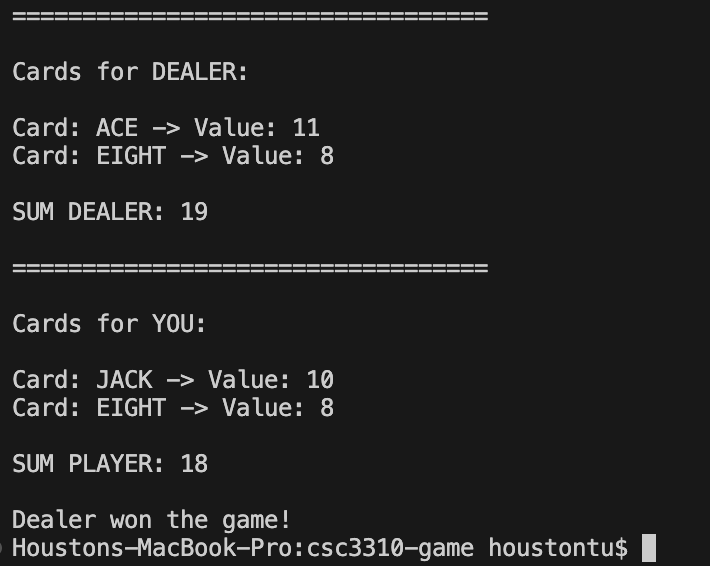 ==================================
Cards for DEALER:
Card: ACE -> Value: 11
Card: EIGHT -> Value: 8
SUM DEALER: 19
==================================
Cards for YOU:
Card: JACK -> Value: 10
Card: EIGHT -> Value: 8
SUM PLAYER: 18
Dealer won the game!
Houstons-MacBook-Pro:csc3310-game houstontu$